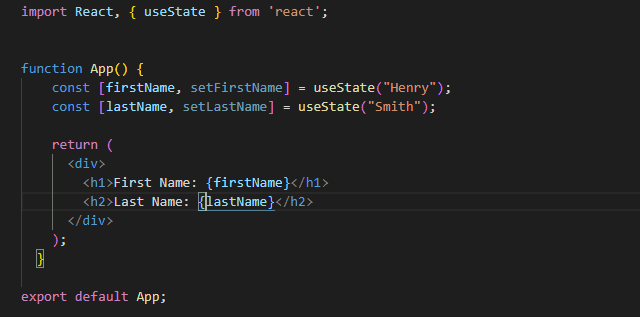 import React, { useState } from 'react';
function App() {
const [firstName, setFirstName] = useState("Henry");
const [lastName, setLastName] = useState("Smith");
return (
<div>
<h1>First Name: {firstName}</h1>
<h2>Last Name: {lastName}</h2>
</div>
);
}
export default App;